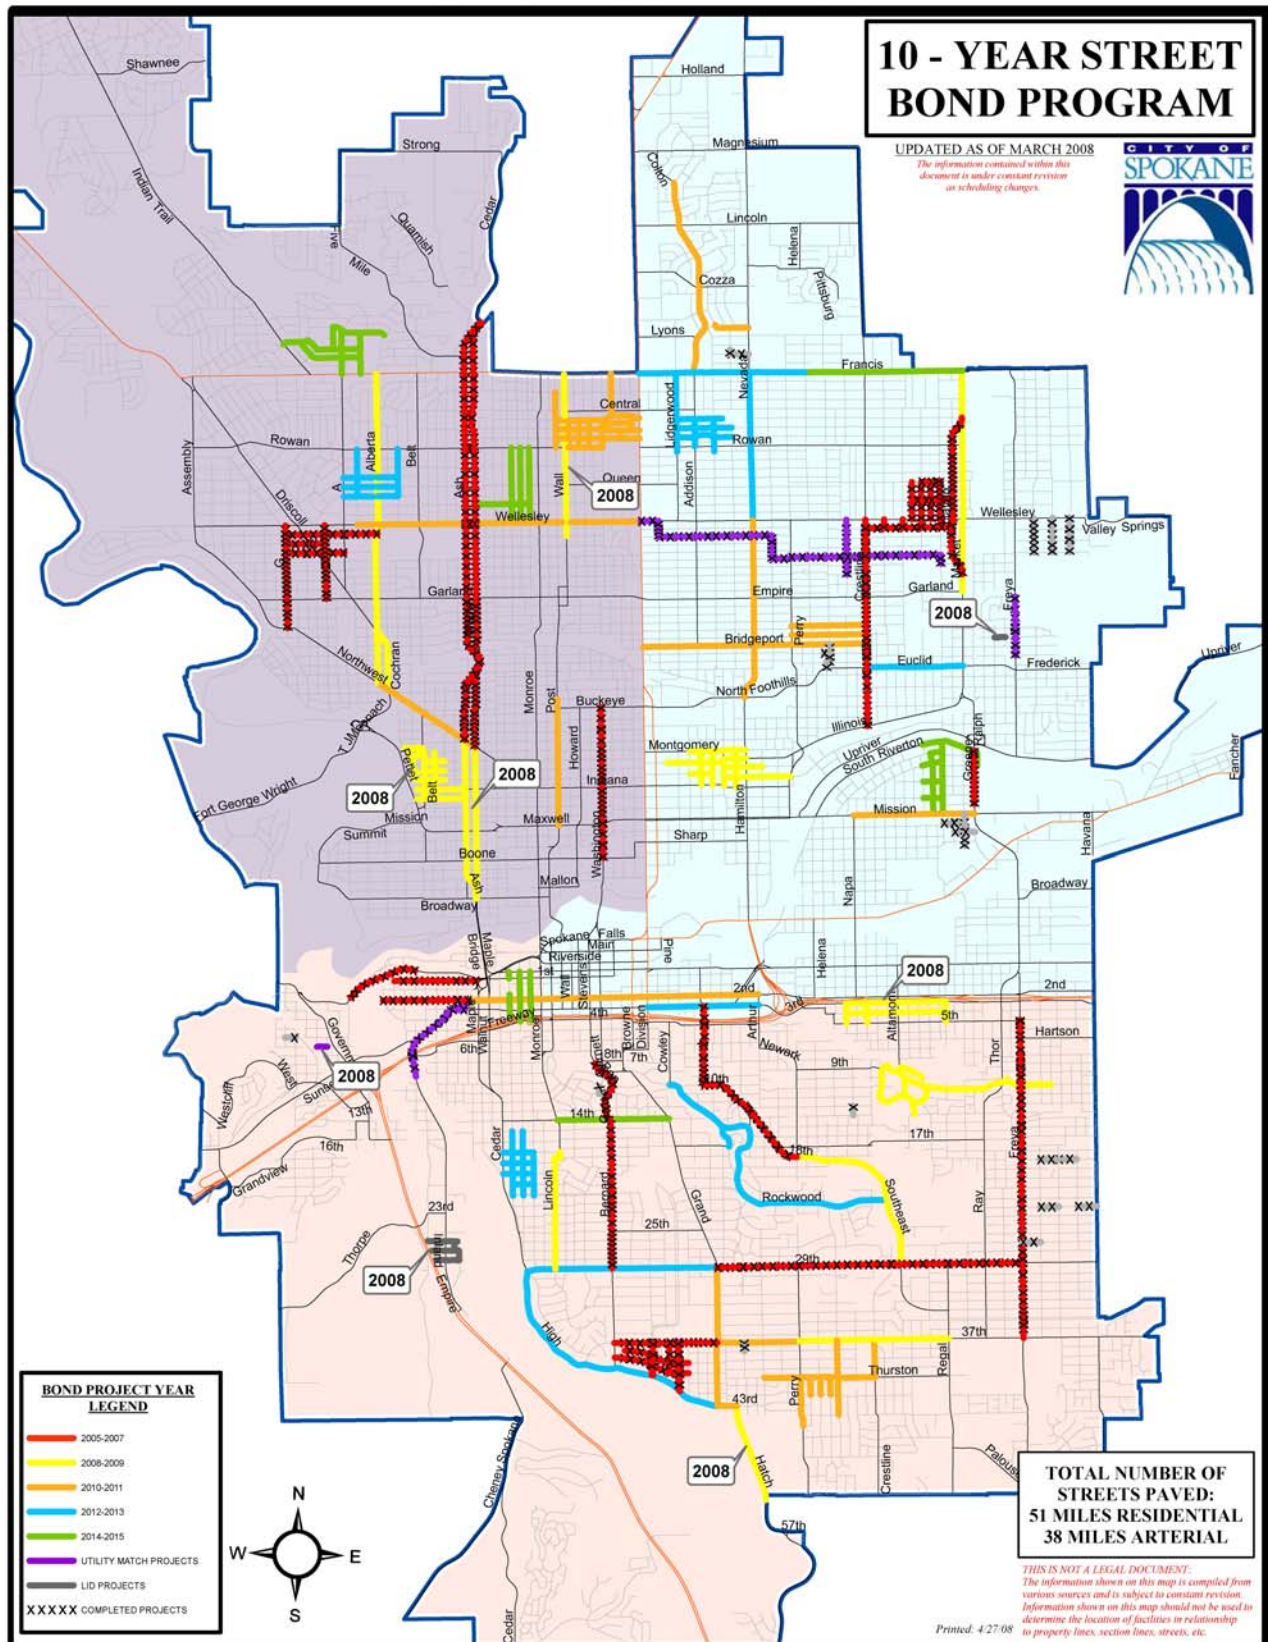 10 - YEAR STREET
BOND PROGRAM
UPDATED AS OF MARCH 2008
The information contained within this
document is under constant revision
as scheduling changes.
CITY OF
SPOKANE
Shawnee
Holland
Strong
Magnesium
Indian Trail
Colton
Cedar
Quamish
Five
Mile
Lincoln
Helena
Cozza
Pittsburg
Lyons
Nevada
Francis
Central
Lidgerwood
Assembly
Rowan
Alberta
Belt
Rowan
A
Ash
Wall
Queen
Addison
2008
Driscoll
Wellesley
Wellesley
Valley Springs
G
Crestline
Market
Garland
Empire
Garland
Freya
2008
Perry
Bridgeport
Northwest
Cochran
Euclid
Frederick
Upriver
Monroe
Post
Buckeye
North Foothills
Illinois
Howard
Montgomery
Upriver
South Riverton
Ralph
Greene
Fancher
Pettet
2008
2008
Indiana
Fort George Wright
Belt
Mission
Maxwell
Hamilton
Mission
Summit
Washington
Sharp
Havana
Boone
Ash
Mallon
Napa
Broadway
Broadway
Maple
Bridge
Spokane Falls
Main
Riverside
1st
Pine
Helena
2008
Wall
Stevens
2nd
2nd
3rd
Maple
Walnut
Freeway
Monroe
4th
Browne
Division
Arthur
Altamont
5th
Hartson
6th
8th
7th
Cowley
Newark
Thor
9th
West
2008
Westcliff
10th
13th
14th
16th
17th
18th
Freya
Grandview
Cedar
Lincoln
Bernard
Grand
Rockwood
Southeast
Ray
23rd
25th
Thorpe
Inland
Empire
2008
29th
High
37th
Thurston
Regal
Perry
43rd
2008
Hatch
Crestline
Palouse
Cheney Spokane
57th
Cedar
BOND PROJECT YEAR
LEGEND
2005-2007
2008-2009
2010-2011
2012-2013
2014-2015
UTILITY MATCH PROJECTS
LID PROJECTS
XXXXX COMPLETED PROJECTS
N
W
E
S
TOTAL NUMBER OF
STREETS PAVED:
51 MILES RESIDENTIAL
38 MILES ARTERIAL
THIS IS NOT A LEGAL DOCUMENT:
The information shown on this map is compiled from
various sources and is subject to constant revision.
Information shown on this map should not be used to
determine the location of facilities in relationship
to property lines, section lines, streets, etc.
Printed: 4/27/08